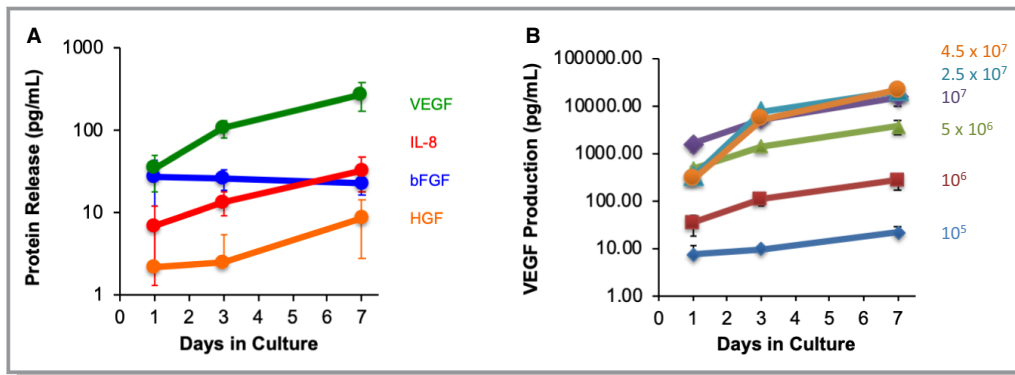 A
Protein Release (pg/mL)
1000
100
10
1
0 1 2 3 4 5 6 7
Days in Culture
VEGF
IL-8
bFGF
HGF
B
VEGF Production (pg/mL)
100000.00
10000.00
1000.00
100.00
10.00
1.00
0 1 2 3 4 5 6 7
Days in Culture
4.5 x 10⁷
2.5 x 10⁷
10⁷
5 x 10⁶
10⁶
10⁵